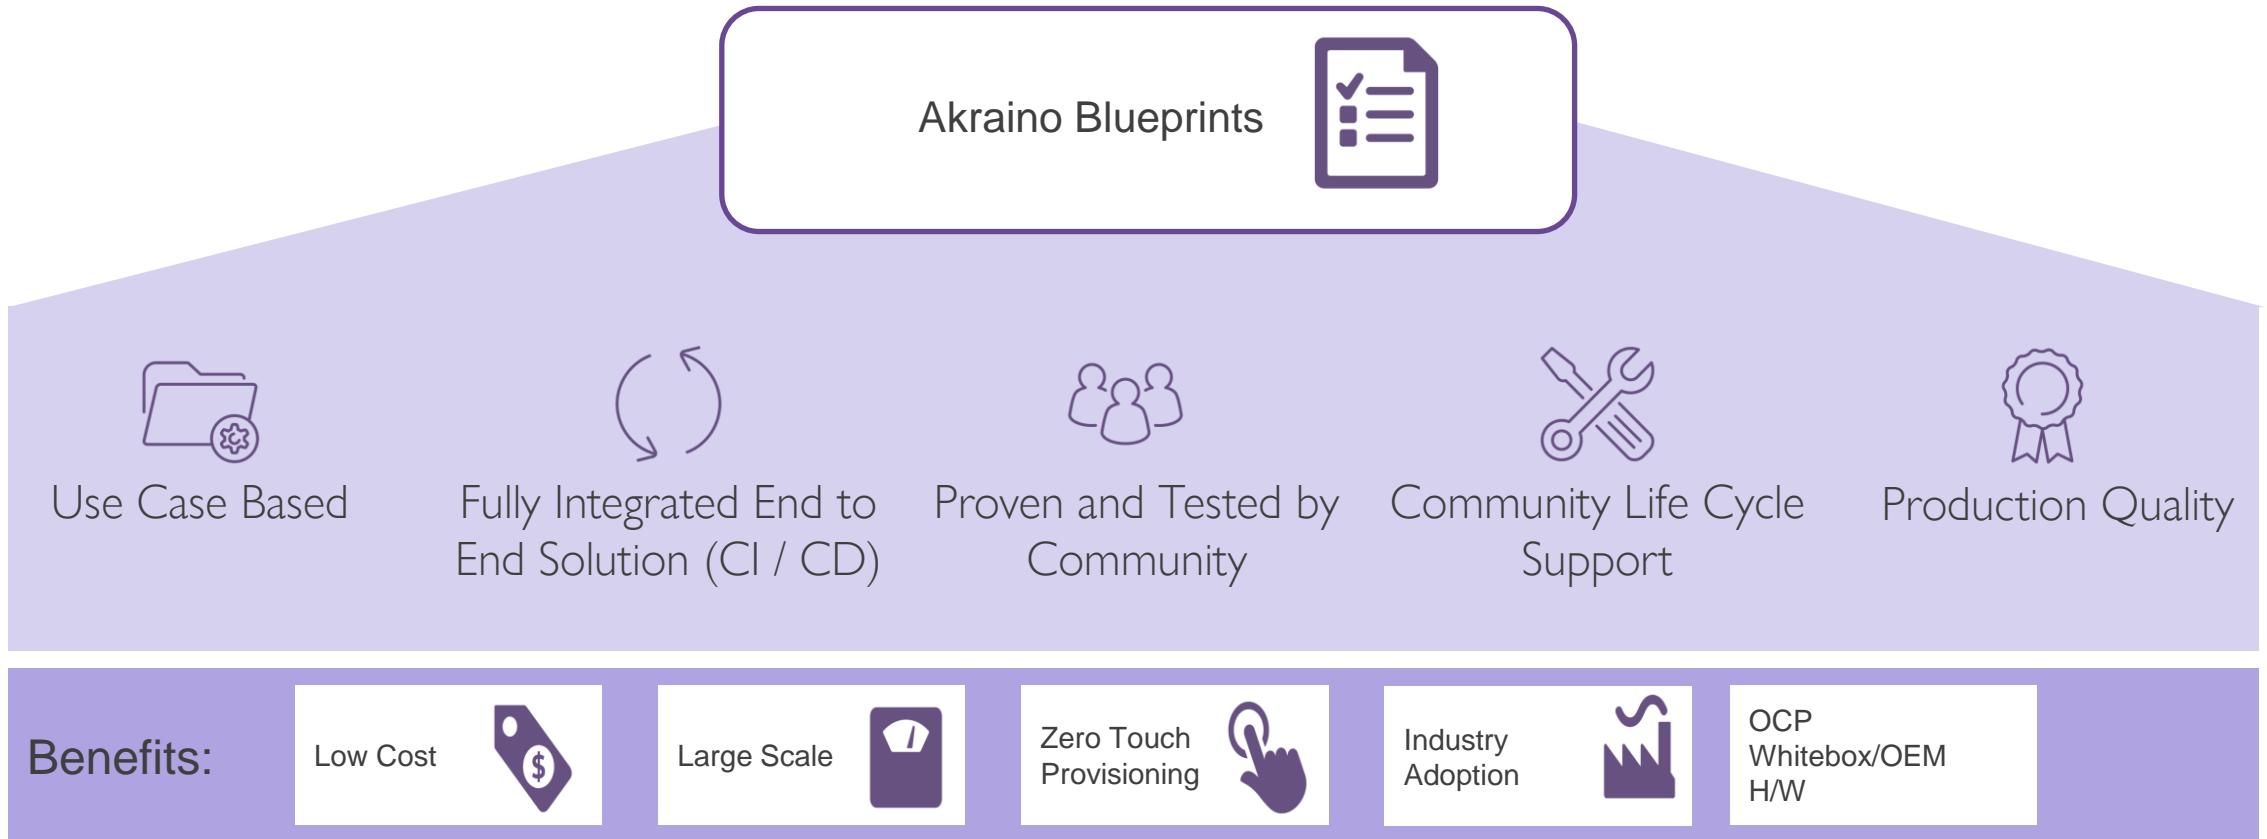 Akraino Blueprints
Use Case Based
Fully Integrated End to
End Solution (CI / CD)
Proven and Tested by
Community
Community Life Cycle
Support
Production Quality
Benefits:
Low Cost
$
Large Scale
Zero Touch
Provisioning
Industry
Adoption
OCP
Whitebox/OEM
H/W